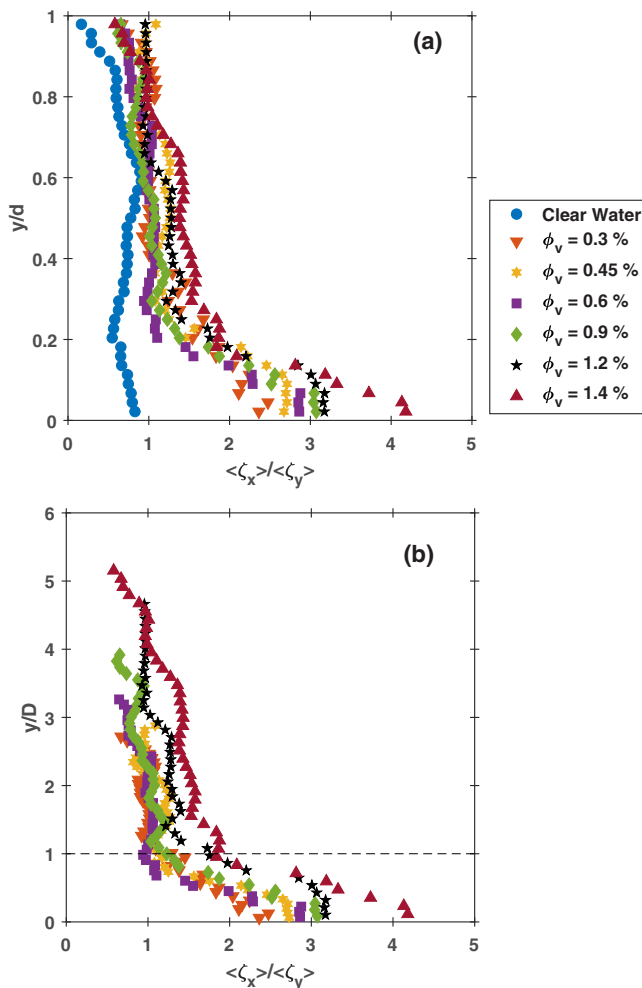 (a)
1
0.8
0.6
0.4
0.2
0
y/d
0 1 2 3 4 5
<ζx>/<ζy>
Clear Water
ϕv = 0.3 %
ϕv = 0.45 %
ϕv = 0.6 %
ϕv = 0.9 %
ϕv = 1.2 %
ϕv = 1.4 %
(b)
6
5
4
3
2
1
0
y/D
0 1 2 3 4 5
<ζx>/<ζy>